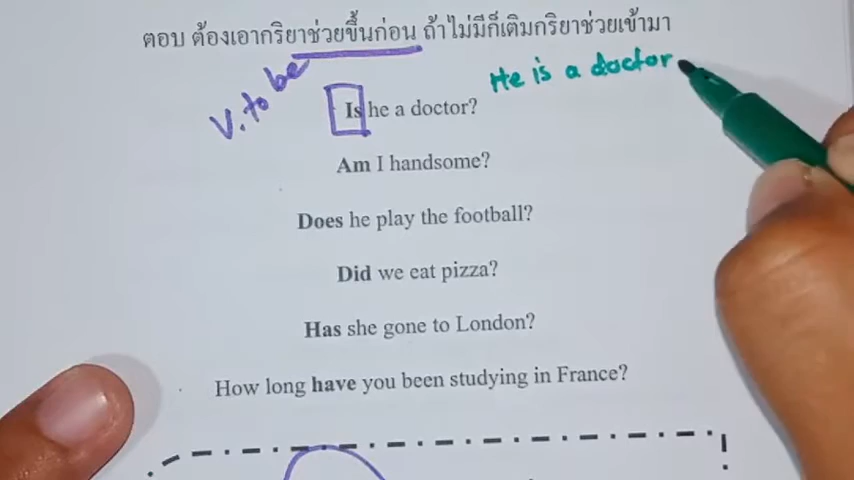 ตอบ ต้องเอากริยาช่วยขึ้นก่อน ถ้าไม่มีก็เติมกริยาช่วยเข้ามา
V. to be
Is he a doctor?
He is a doctor
Am I handsome?
Does he play the football?
Did we eat pizza?
Has she gone to London?
How long have you been studying in France?